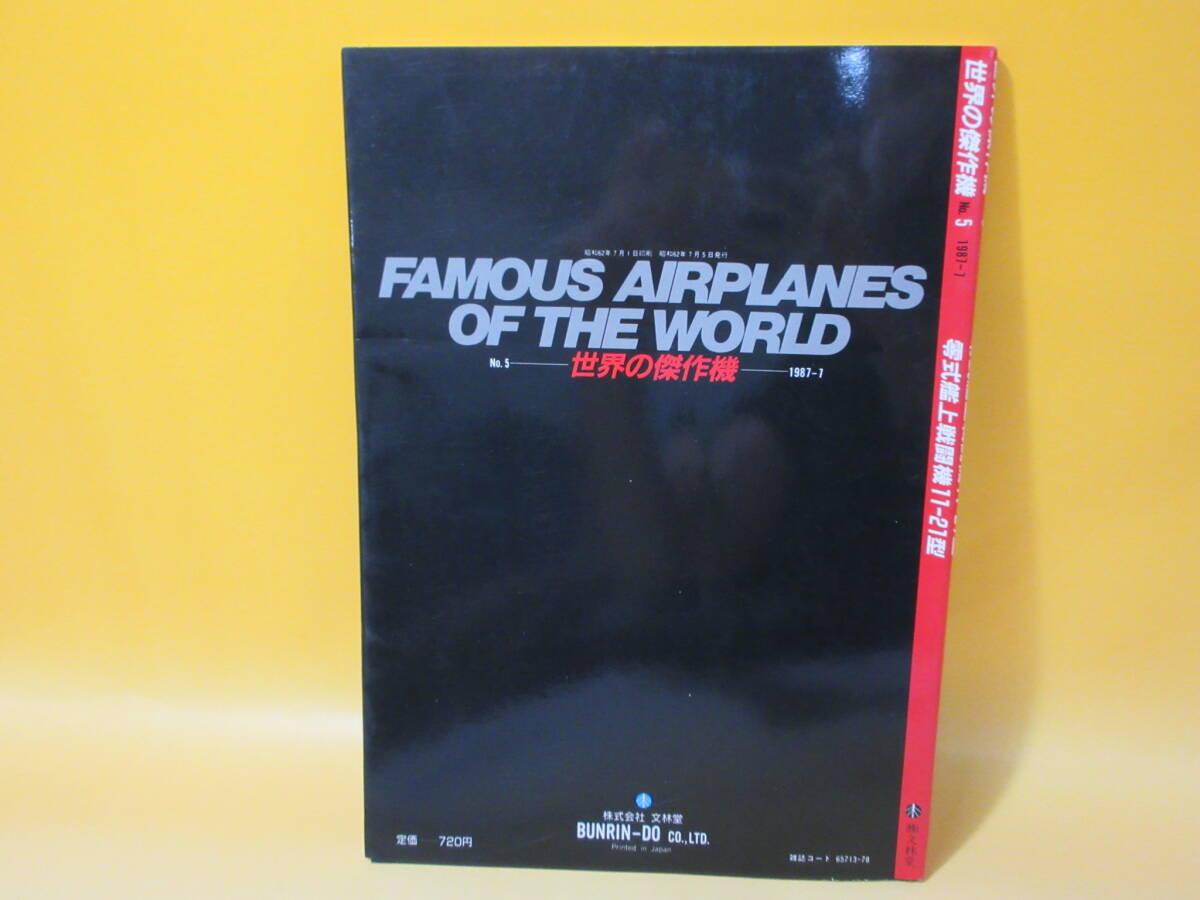 昭和62年7月1日印刷 昭和62年7月5日発行
FAMOUS AIRPLANES
OF THE WORLD
No. 5 世界の傑作機 1987-7
株式会社 文林堂
BUNRIN-DO CO.,LTD.
Printed in Japan
定価 720円
雑誌コード 65713-78
世界の傑作機 No. 5 1987-7 零式艦上戦闘機11-21型 ㈱文林堂